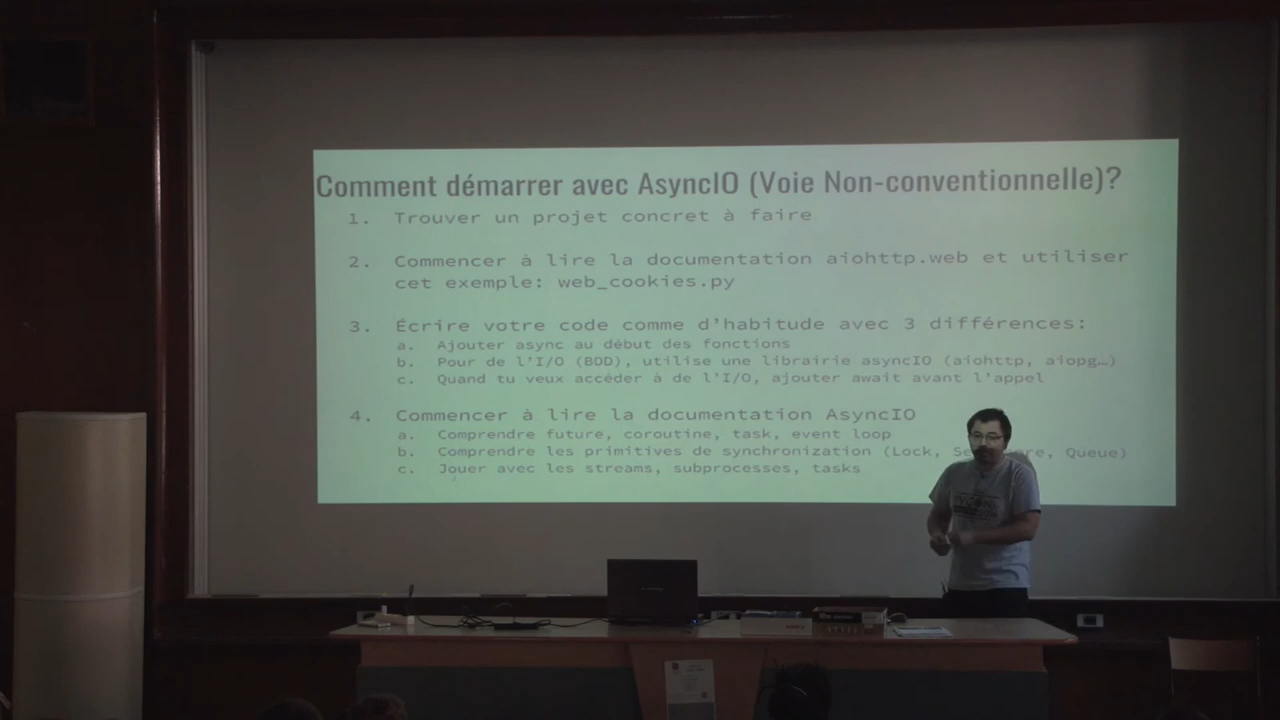 Comment démarrer avec AsyncIO (Voie Non-conventionnelle)?
1. Trouver un projet concret à faire
2. Commencer à lire la documentation aiohttp.web et utiliser
cet exemple: web_cookies.py
3. Écrire votre code comme d'habitude avec 3 différences:
a. Ajouter async au début des fonctions
b. Pour de l'I/O (BDD), utilise une librairie asyncIO (aiohttp, aiopg…)
c. Quand tu veux accéder à de l'I/O, ajouter await avant l'appel
4. Commencer à lire la documentation AsyncIO
a. Comprendre future, coroutine, task, event loop
b. Comprendre les primitives de synchronization (Lock, Queue)
c. Jouer avec les streams, subprocesses, tasks